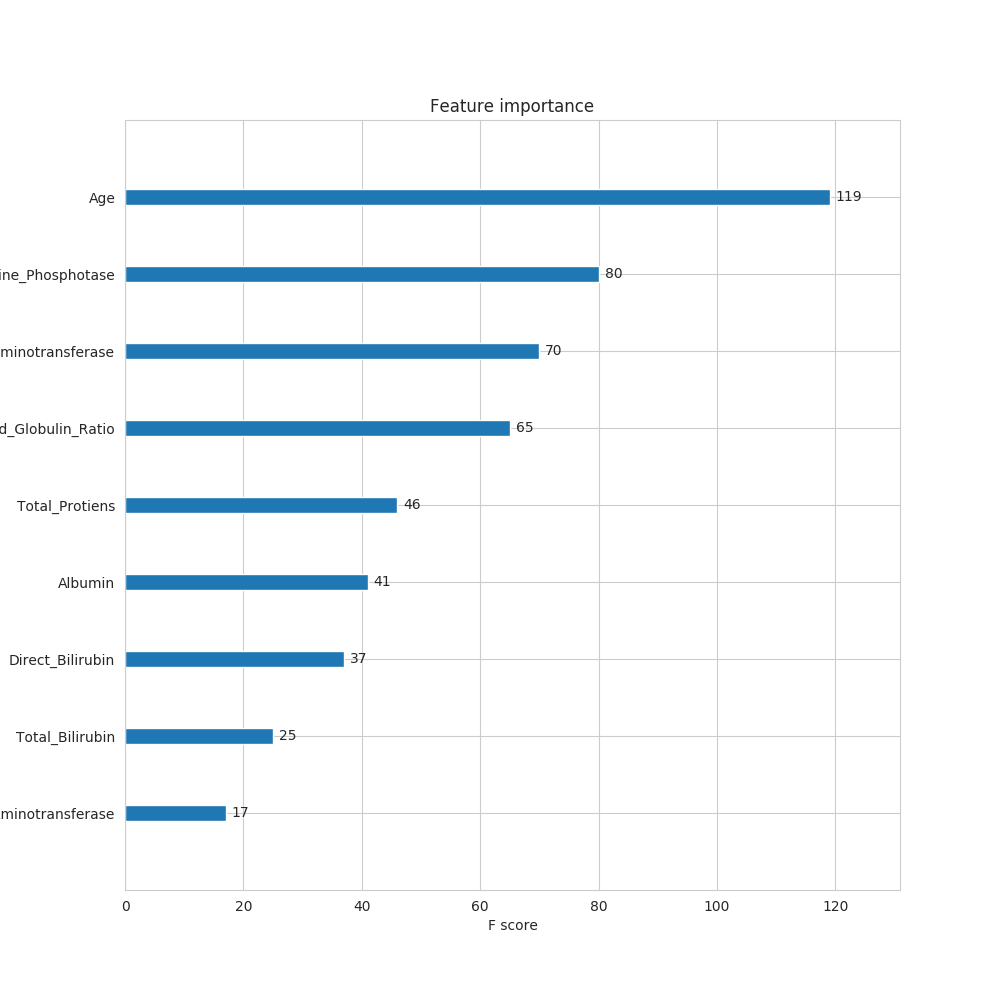 Feature importance
Age 119
ine_Phosphotase 80
minotransferase 70
d_Globulin_Ratio 65
Total_Protiens 46
Albumin 41
Direct_Bilirubin 37
Total_Bilirubin 25
minotransferase 17
0 20 40 60 80 100 120
F score